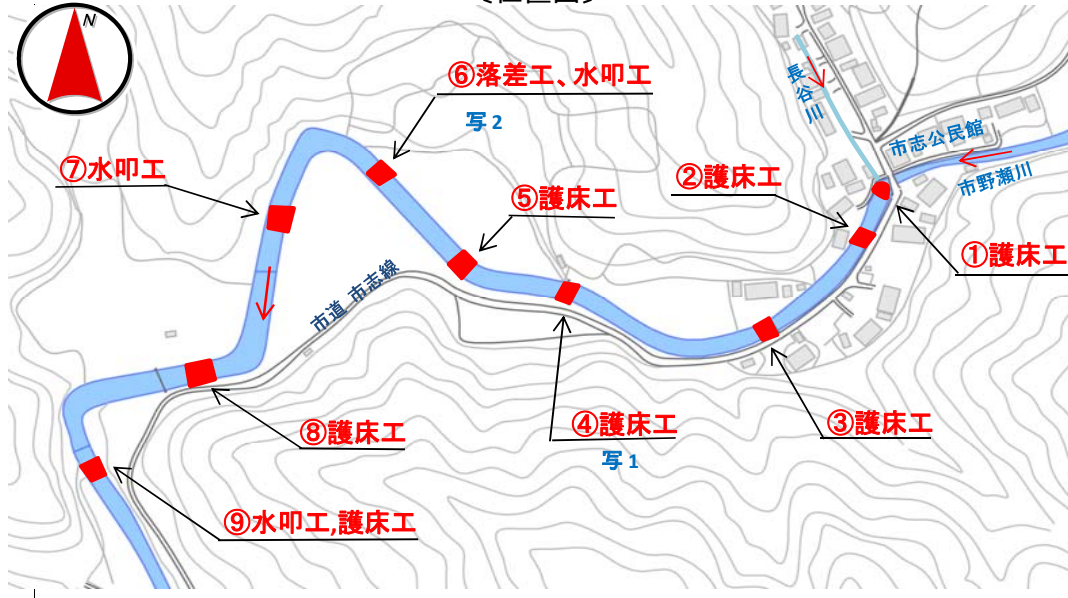 N
⑥落差工、水叩工
写2
長谷川
市志公民館
市野瀬川
⑦水叩工
②護床工
⑤護床工
①護床工
市道 市志線
④護床工
写1
③護床工
⑧護床工
⑨水叩工,護床工